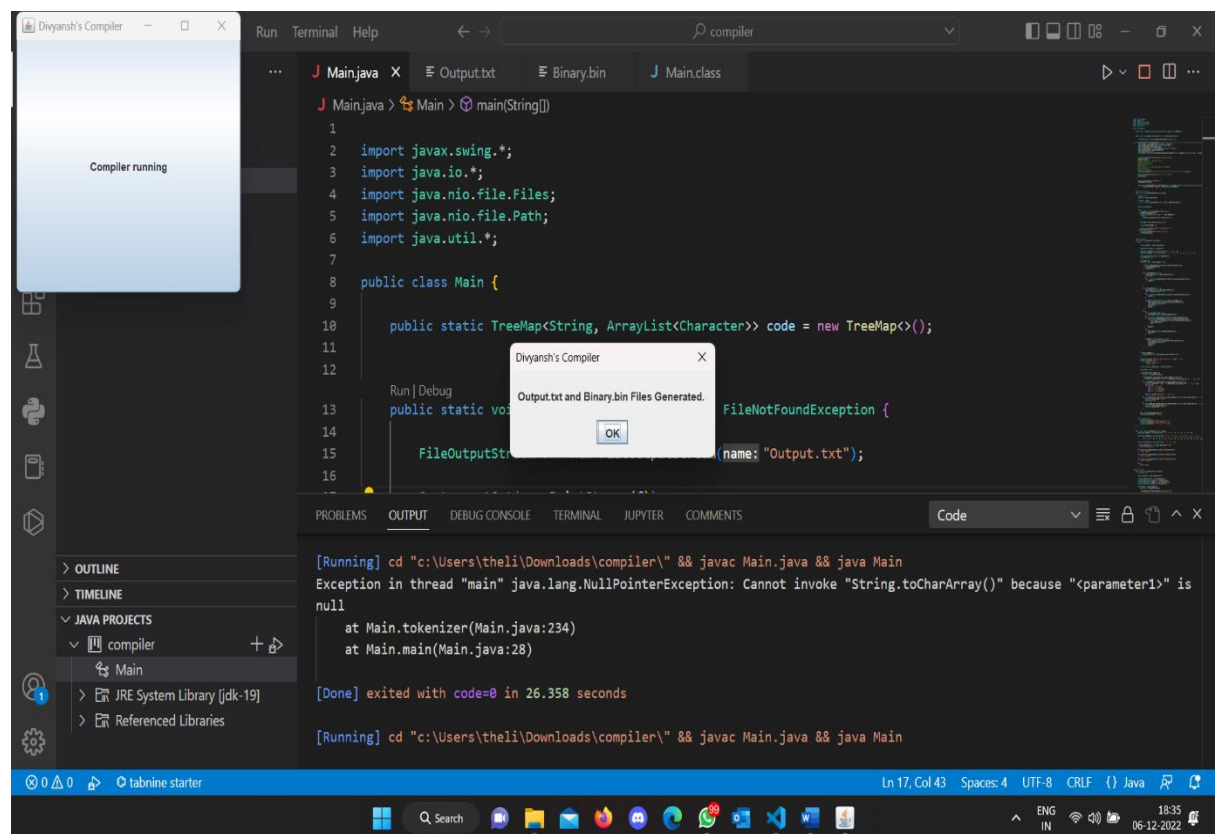 Divyansh's Compiler
Run Terminal Help
compiler
Compiler running
Main.java Output.txt Binary.bin Main.class
Main.java > Main > main(String[])
1
2 import javax.swing.*;
3 import java.io.*;
4 import java.nio.file.Files;
5 import java.nio.file.Path;
6 import java.util.*;
7
8 public class Main {
9
10 public static TreeMap<String, ArrayList<Character>> code = new TreeMap<>();
11
12
Run | Debug
13 public static voi FileNotFoundException {
14
15 FileOutputStr (name: "Output.txt");
16
Divyansh's Compiler
Output.txt and Binary.bin Files Generated.
OK
PROBLEMS OUTPUT DEBUG CONSOLE TERMINAL JUPYTER COMMENTS
Code
[Running] cd "c:\Users\theli\Downloads\compiler\" && javac Main.java && java Main
Exception in thread "main" java.lang.NullPointerException: Cannot invoke "String.toCharArray()" because "<parameter1>" is
null
at Main.tokenizer(Main.java:234)
at Main.main(Main.java:28)
[Done] exited with code=0 in 26.358 seconds
[Running] cd "c:\Users\theli\Downloads\compiler\" && javac Main.java && java Main
OUTLINE
TIMELINE
JAVA PROJECTS
compiler
Main
JRE System Library [jdk-19]
Referenced Libraries
1
0 0 tabnine starter
Ln 17, Col 43 Spaces: 4 UTF-8 CRLF {} Java
Search
99
ENG
IN
18:35
06-12-2022